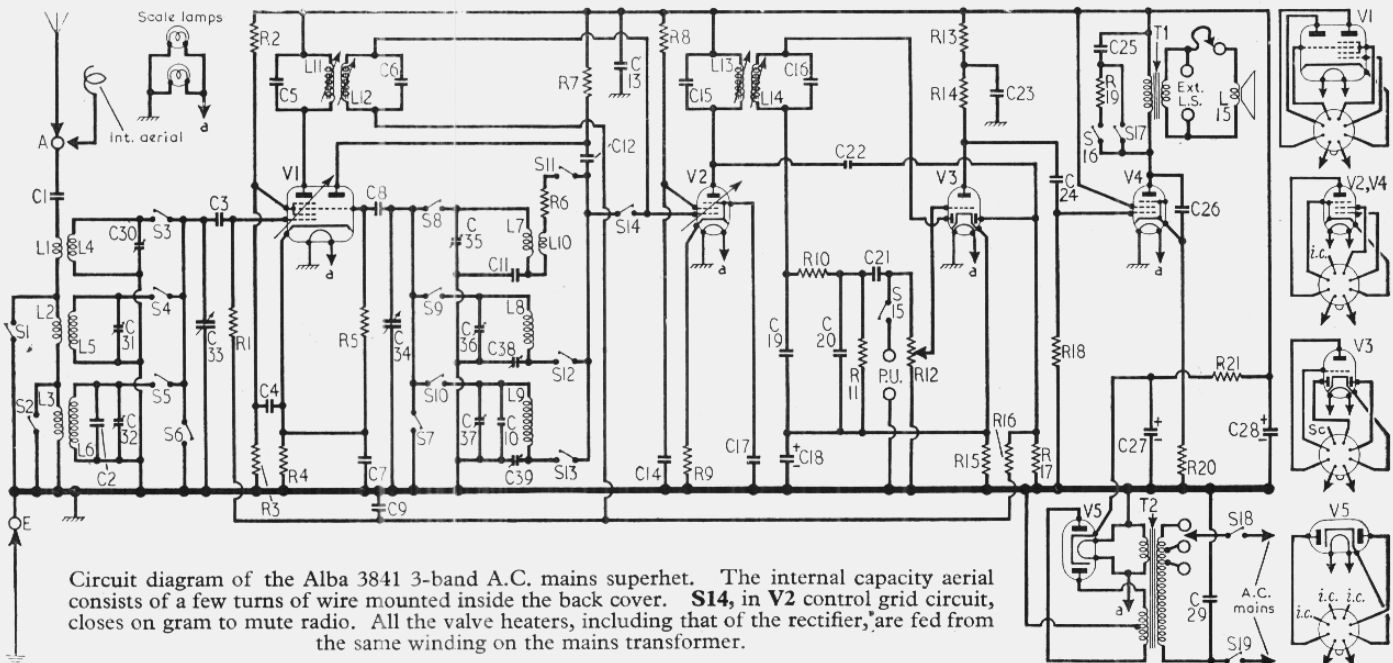 Scale lamps
a
Int. aerial
A
C1
L1
L4
C30
S3
C3
L2
S1
L5
C31
S4
C33
R1
S2
L3
L6
C32
S5
S6
C2
E
R2
L11
C5
L12
C6
V1
a
C8
R5
C4
R3
R4
C7
C9
C34
S8
S9
S10
S7
C35
C11
L7
L10
R6
S11
C36
C38
L8
S12
C37
C10
L9
C39
S13
R7
C13
C12
S14
R8
L13
C15
L14
C16
V2
a
C14
R9
C17
C22
C19
R10
C20
R11
C21
S15
P.U.
R12
C18
R13
R14
C23
V3
a
R15
R16
R17
C24
R18
C25
R19
S16
S17
T1
Ext.
L.S.
L15
V4
a
C26
R21
C27
R20
C28
V5
a
T2
C29
S18
A.C.
mains
S19
V1
V2,V4
i.c.
V3
Sc
V5
i.c. i.c. i.c.
i.c.
Circuit diagram of the Alba 3841 3-band A.C. mains superhet. The internal capacity aerial
consists of a few turns of wire mounted inside the back cover. S14, in V2 control grid circuit,
closes on gram to mute radio. All the valve heaters, including that of the rectifier, are fed from
the same winding on the mains transformer.